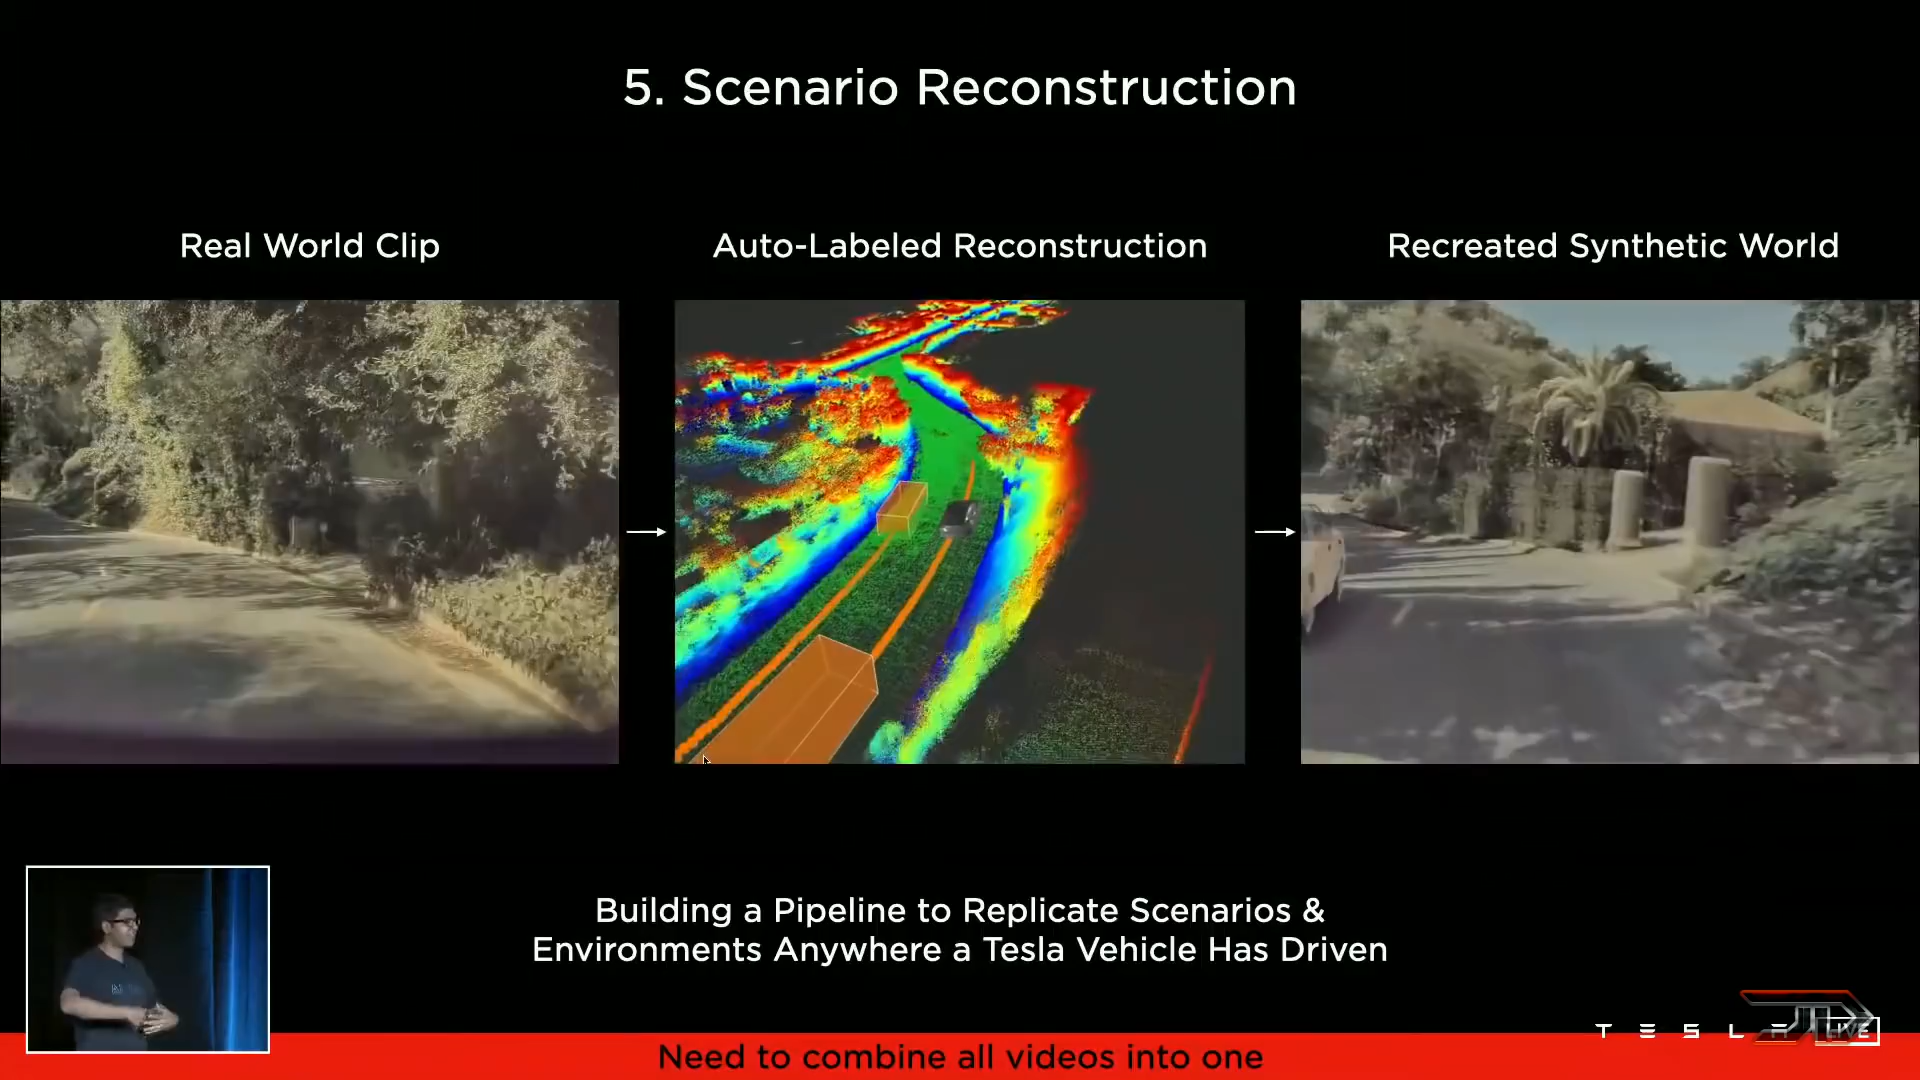 5. Scenario Reconstruction
Real World Clip
Auto-Labeled Reconstruction
Recreated Synthetic World
Building a Pipeline to Replicate Scenarios &
Environments Anywhere a Tesla Vehicle Has Driven
TESLA LIVE
Need to combine all videos into one